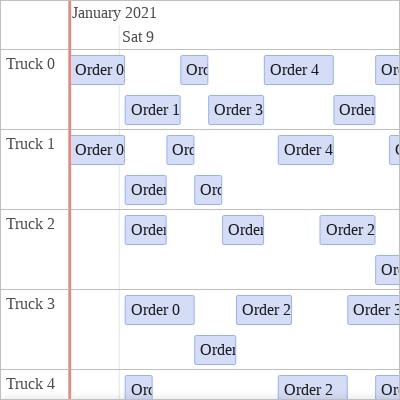 January 2021
Sat 9
Truck 0
Order 0
Orc
Order 4
Or
Order 1
Order 3
Order
Truck 1
Order 0
Orc
Order 4
Order
Orc
Truck 2
Order
Order
Order 2
Or
Truck 3
Order 0
Order 2
Order 3
Order
Truck 4
Orc
Order 2
Or